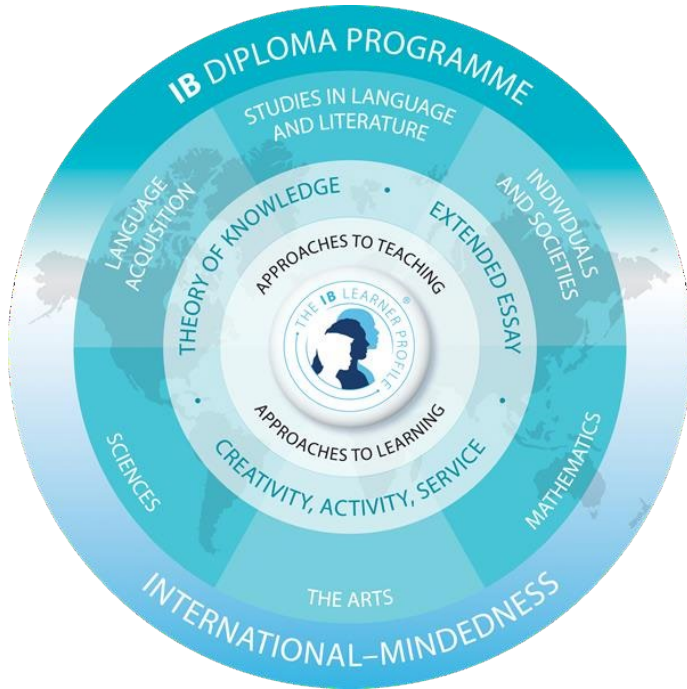 IB DIPLOMA PROGRAMME
STUDIES IN LANGUAGE
AND LITERATURE
LANGUAGE
ACQUISITION
INDIVIDUALS
AND SOCIETIES
THEORY OF KNOWLEDGE
EXTENDED ESSAY
APPROACHES TO TEACHING
THE IB LEARNER PROFILE ®
APPROACHES TO LEARNING
CREATIVITY, ACTIVITY, SERVICE
SCIENCES
MATHEMATICS
THE ARTS
INTERNATIONAL–MINDEDNESS